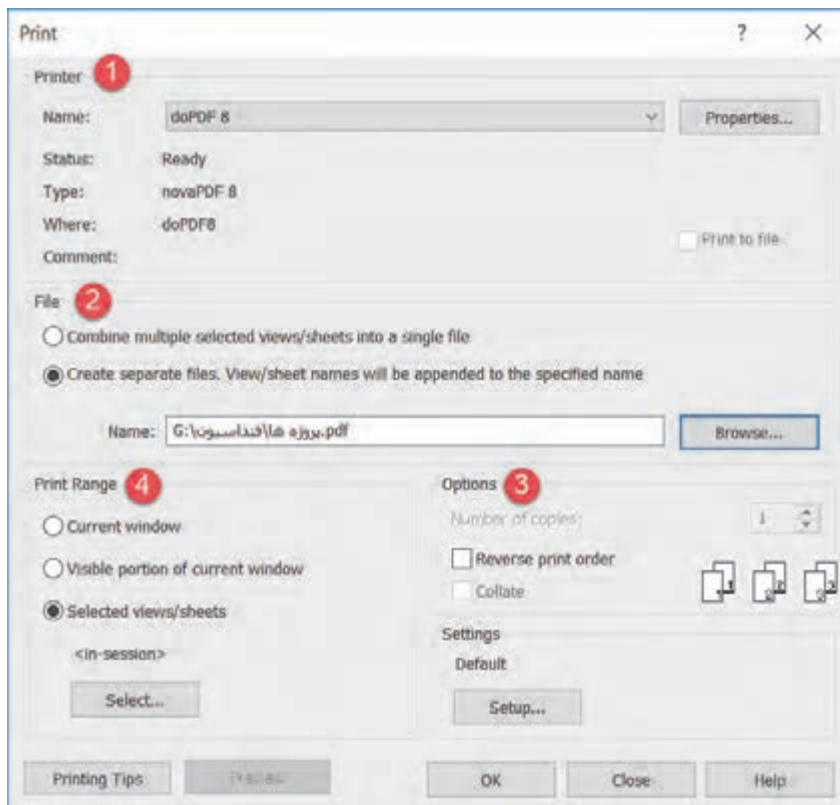 Print
Printer 1
Name: doPDF 8 Properties...
Status: Ready
Type: novaPDF 8
Where: doPDF8
Comment:
Print to file
File 2
Combine multiple selected views/sheets into a single file
Create separate files. View/sheet names will be appended to the specified name
Name: G:\پروژه ها\فنداسیون.pdf Browse...
Print Range 4
Current window
Visible portion of current window
Selected views/sheets
<in-session>
Select...
Options 3
Number of copies: 1
Reverse print order
Collate
Settings
Default
Setup...
Printing Tips Preview OK Close Help